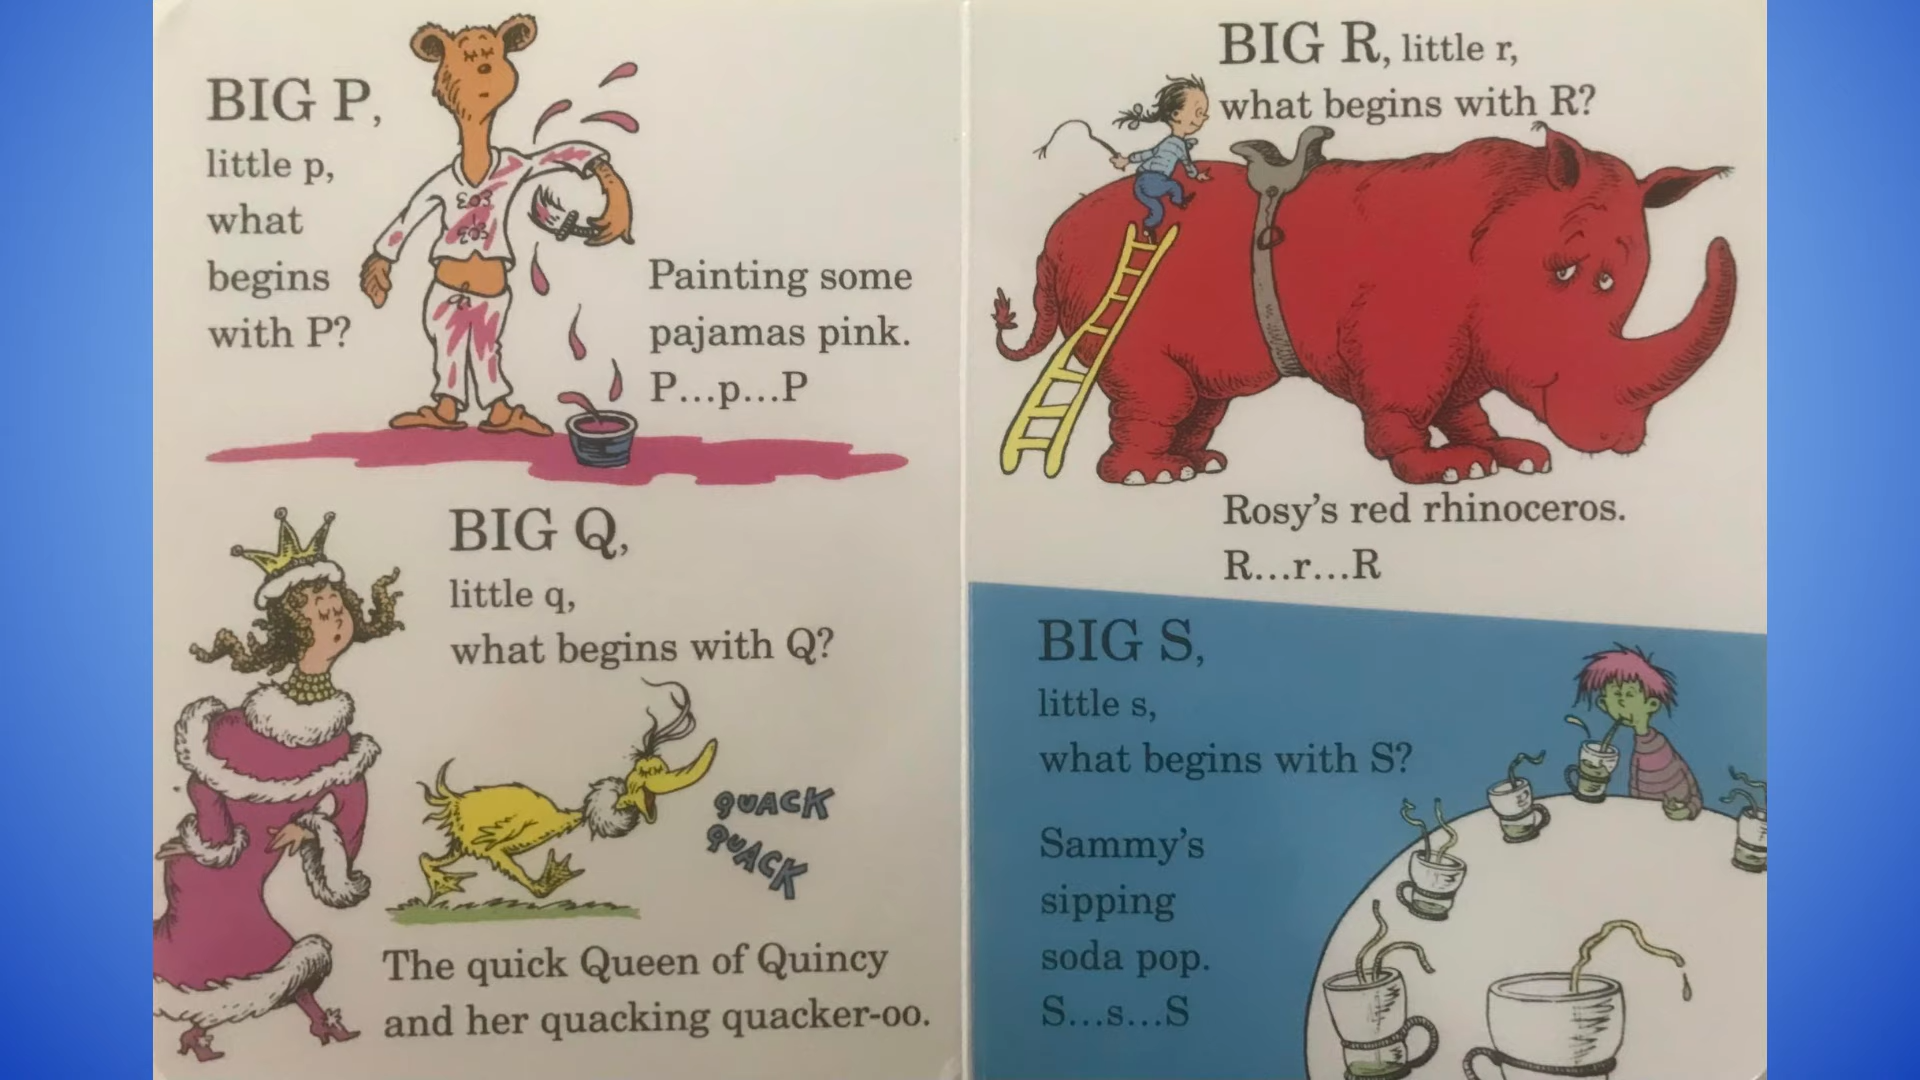 BIG P,
little p,
what
begins
with P?
Painting some
pajamas pink.
P...p...P
BIG Q,
little q,
what begins with Q?
QUACK
QUACK
The quick Queen of Quincy
and her quacking quacker-oo.
BIG R, little r,
what begins with R?
Rosy's red rhinoceros.
R...r...R
BIG S,
little s,
what begins with S?
Sammy's
sipping
soda pop.
S...s...S